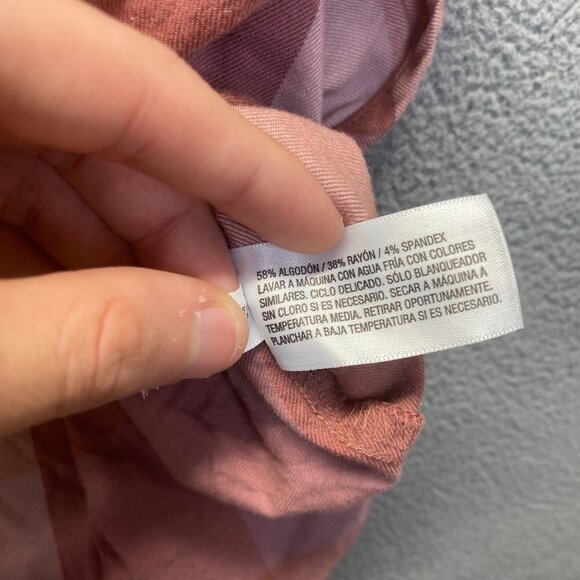 58% ALGODÓN / 38% RAYÓN / 4% SPANDEX
LAVAR A MÁQUINA CON AGUA FRÍA CON COLORES
SIMILARES. CICLO DELICADO. SÓLO BLANQUEADOR
SIN CLORO SI ES NECESARIO. SECAR A MÁQUINA A
TEMPERATURA MEDIA. RETIRAR OPORTUNAMENTE.
PLANCHAR A BAJA TEMPERATURA SI ES NECESARIO.